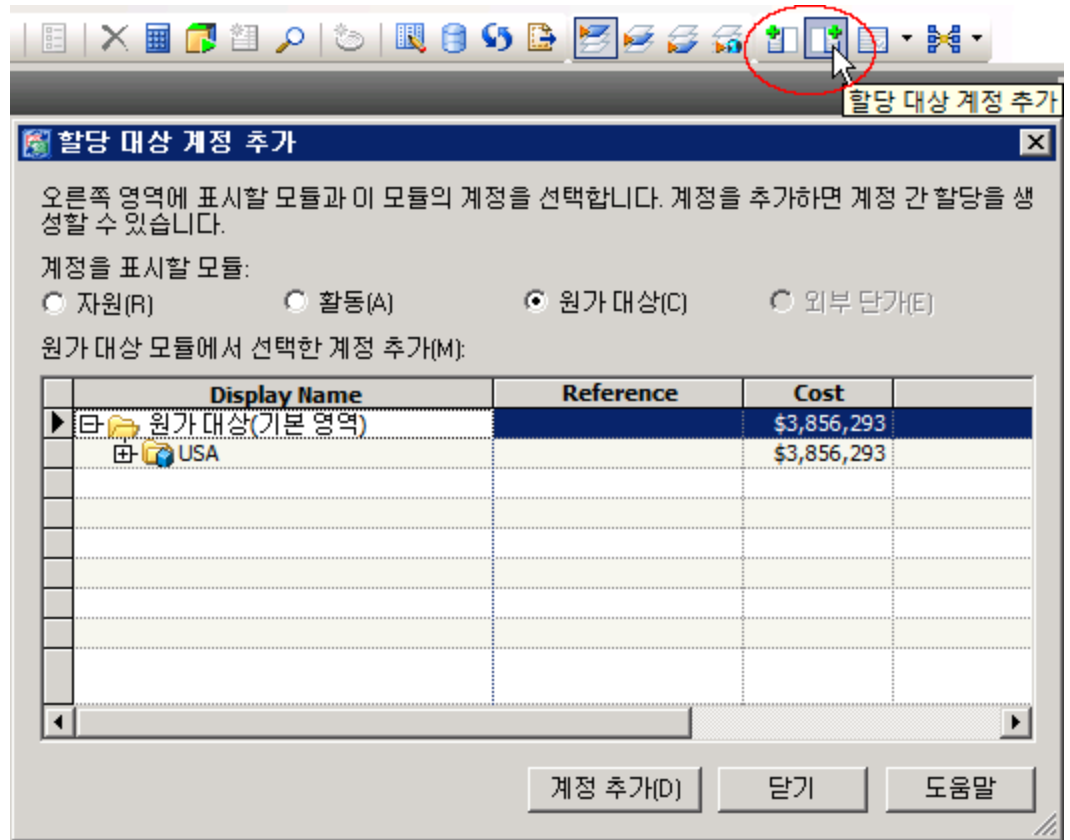 할당 대상 계정 추가
할당 대상 계정 추가
오른쪽 영역에 표시할 모듈과 이 모듈의 계정을 선택합니다. 계정을 추가하면 계정 간 할당을 생
성할 수 있습니다.
계정을 표시할 모듈:
자원(R) 활동(A) 원가 대상(C) 외부 단가(E)
원가 대상 모듈에서 선택한 계정 추가(M):
Display Name Reference Cost
원가 대상(기본 영역) $3,856,293
USA $3,856,293
계정 추가(D) 닫기 도움말